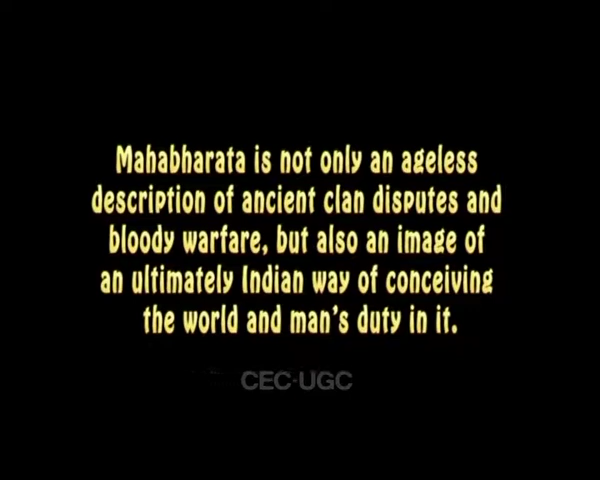 Mahabharata is not only an ageless
description of ancient clan disputes and
bloody warfare, but also an image of
an ultimately Indian way of conceiving
the world and man's duty in it.
CEC-UGC